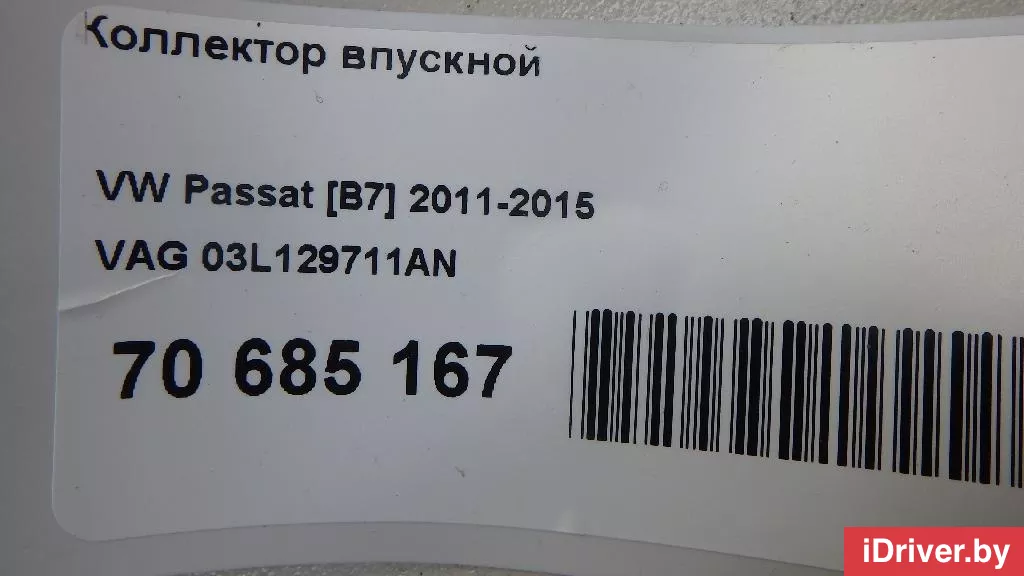 Коллектор впускной
VW Passat [B7] 2011-2015
VAG 03L129711AN
70 685 167
iDriver.by